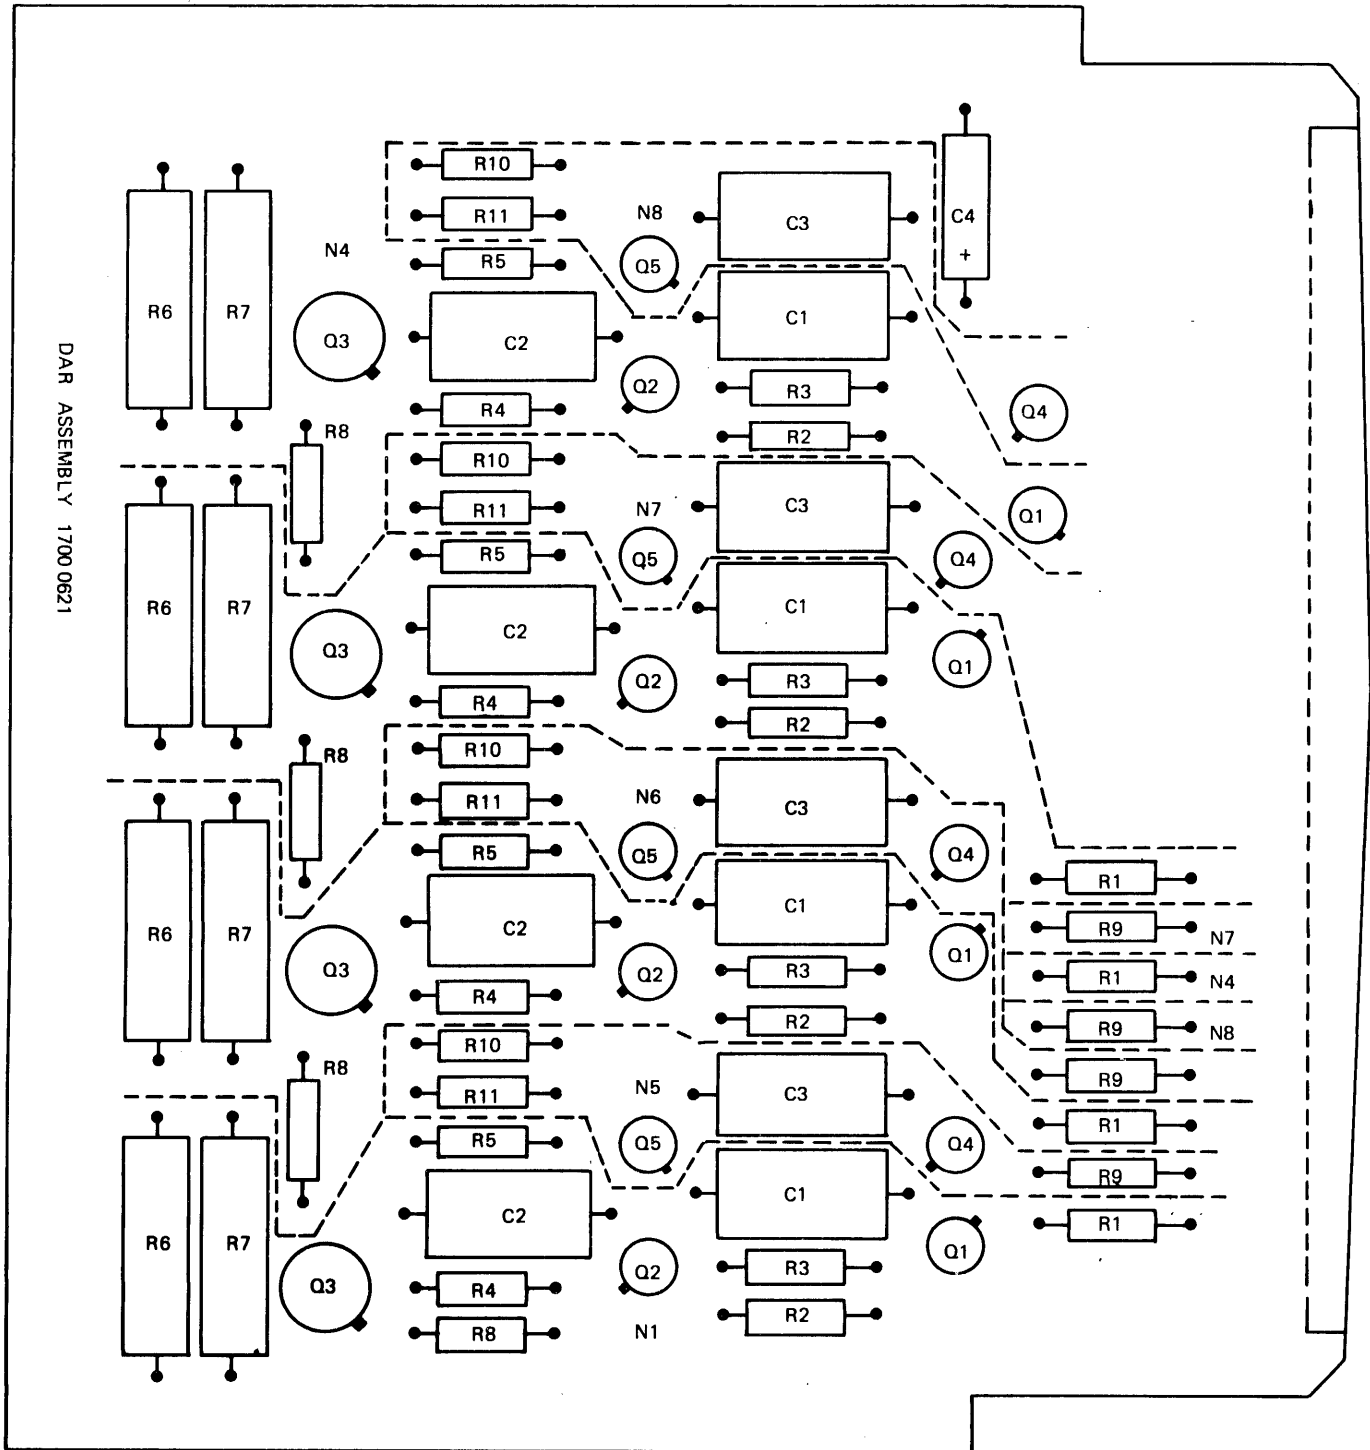 R10
R11
N8
C3
C4
+
N4
R5
Q5
R6
R7
Q3
C2
C1
Q2
R3
R4
Q4
R2
R8
R10
R11
N7
C3
Q1
R5
Q5
Q4
R6
R7
Q3
C2
C1
Q2
Q1
R3
R4
R2
R8
R10
R11
N6
C3
R5
Q5
Q4
R1
R6
R7
C2
C1
R9
N7
Q3
Q2
R3
Q1
R1
N4
R4
R2
R9
N8
R10
R8
R9
R11
N5
C3
R5
Q5
Q4
R1
R9
R6
R7
C2
C1
R1
Q3
Q2
R3
Q1
R4
R8
N1
R2
DAR ASSEMBLY 1700 0621